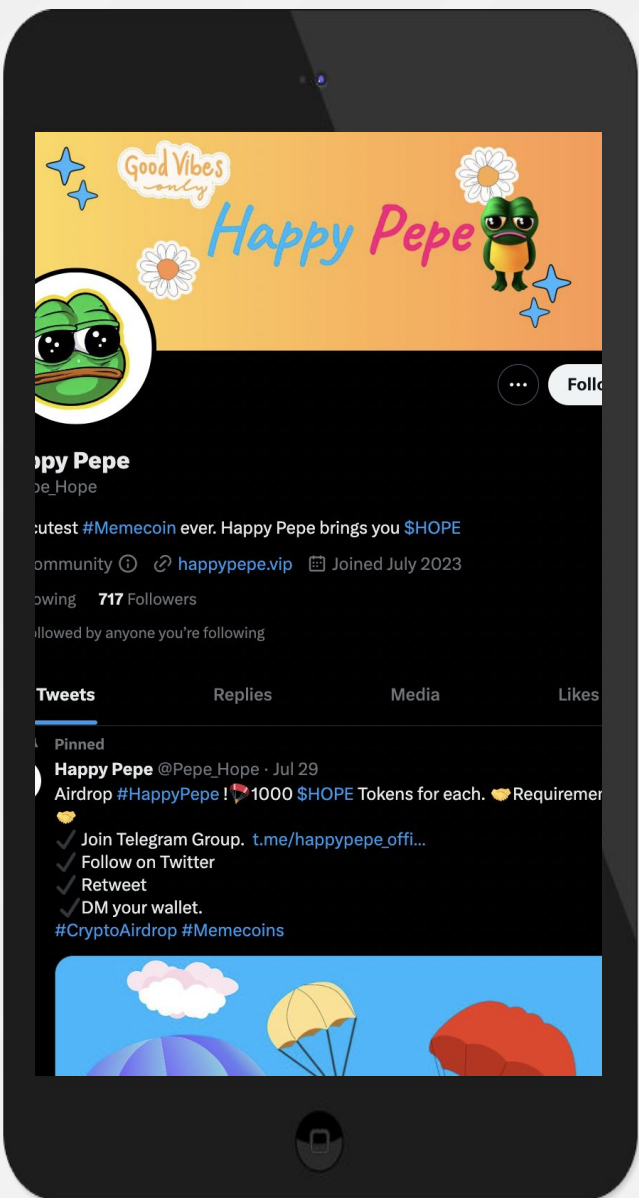 Good Vibes
only
Happy Pepe
Follo
ppy Pepe
pe_Hope
cutest #Memecoin ever. Happy Pepe brings you $HOPE
ommunity happypepe.vip Joined July 2023
owing 717 Followers
llowed by anyone you're following
Tweets Replies Media Likes
Pinned
Happy Pepe @Pepe_Hope · Jul 29
Airdrop #HappyPepe ! 🪂1000 $HOPE Tokens for each. 🤝Requiremen
🤝
✔️ Join Telegram Group. t.me/happypepe_offi...
✔️ Follow on Twitter
✔️ Retweet
✔️ DM your wallet.
#CryptoAirdrop #Memecoins